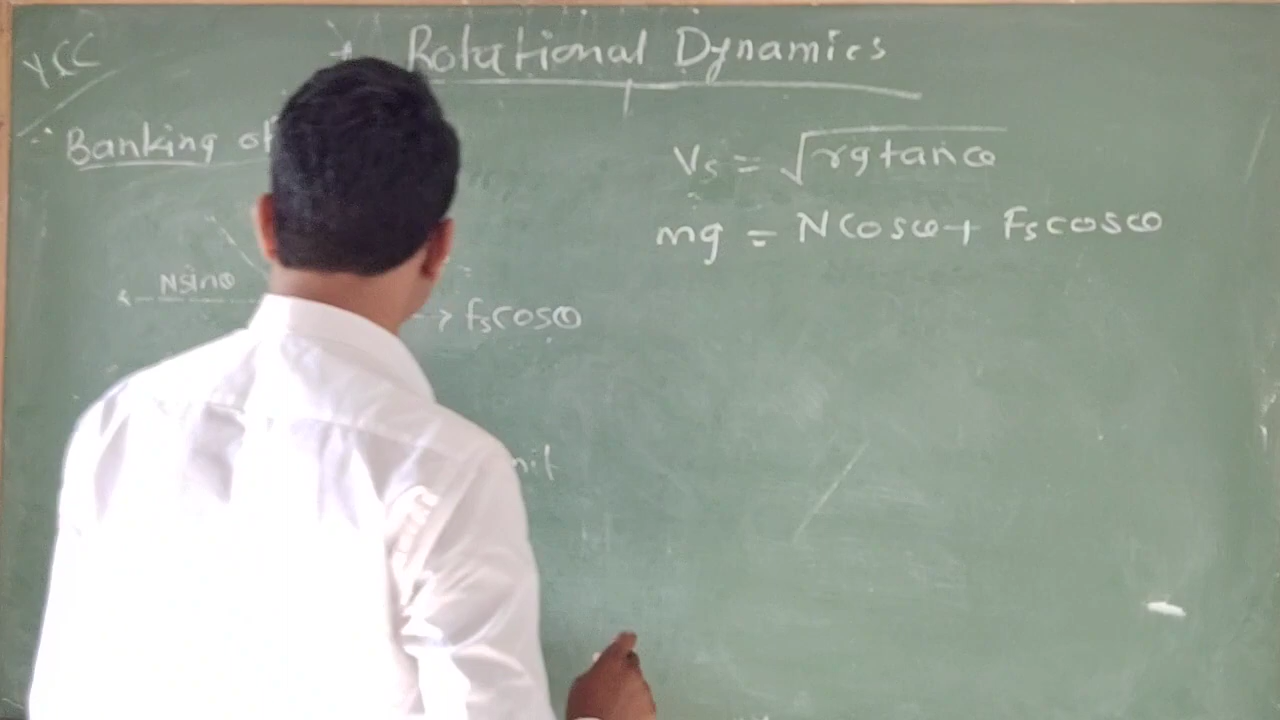 YCC
Rotational Dynamics
Banking of
Vs = √rgtanθ
mg = Ncosθ + Fscosθ
Nsinθ
→ fscosθ